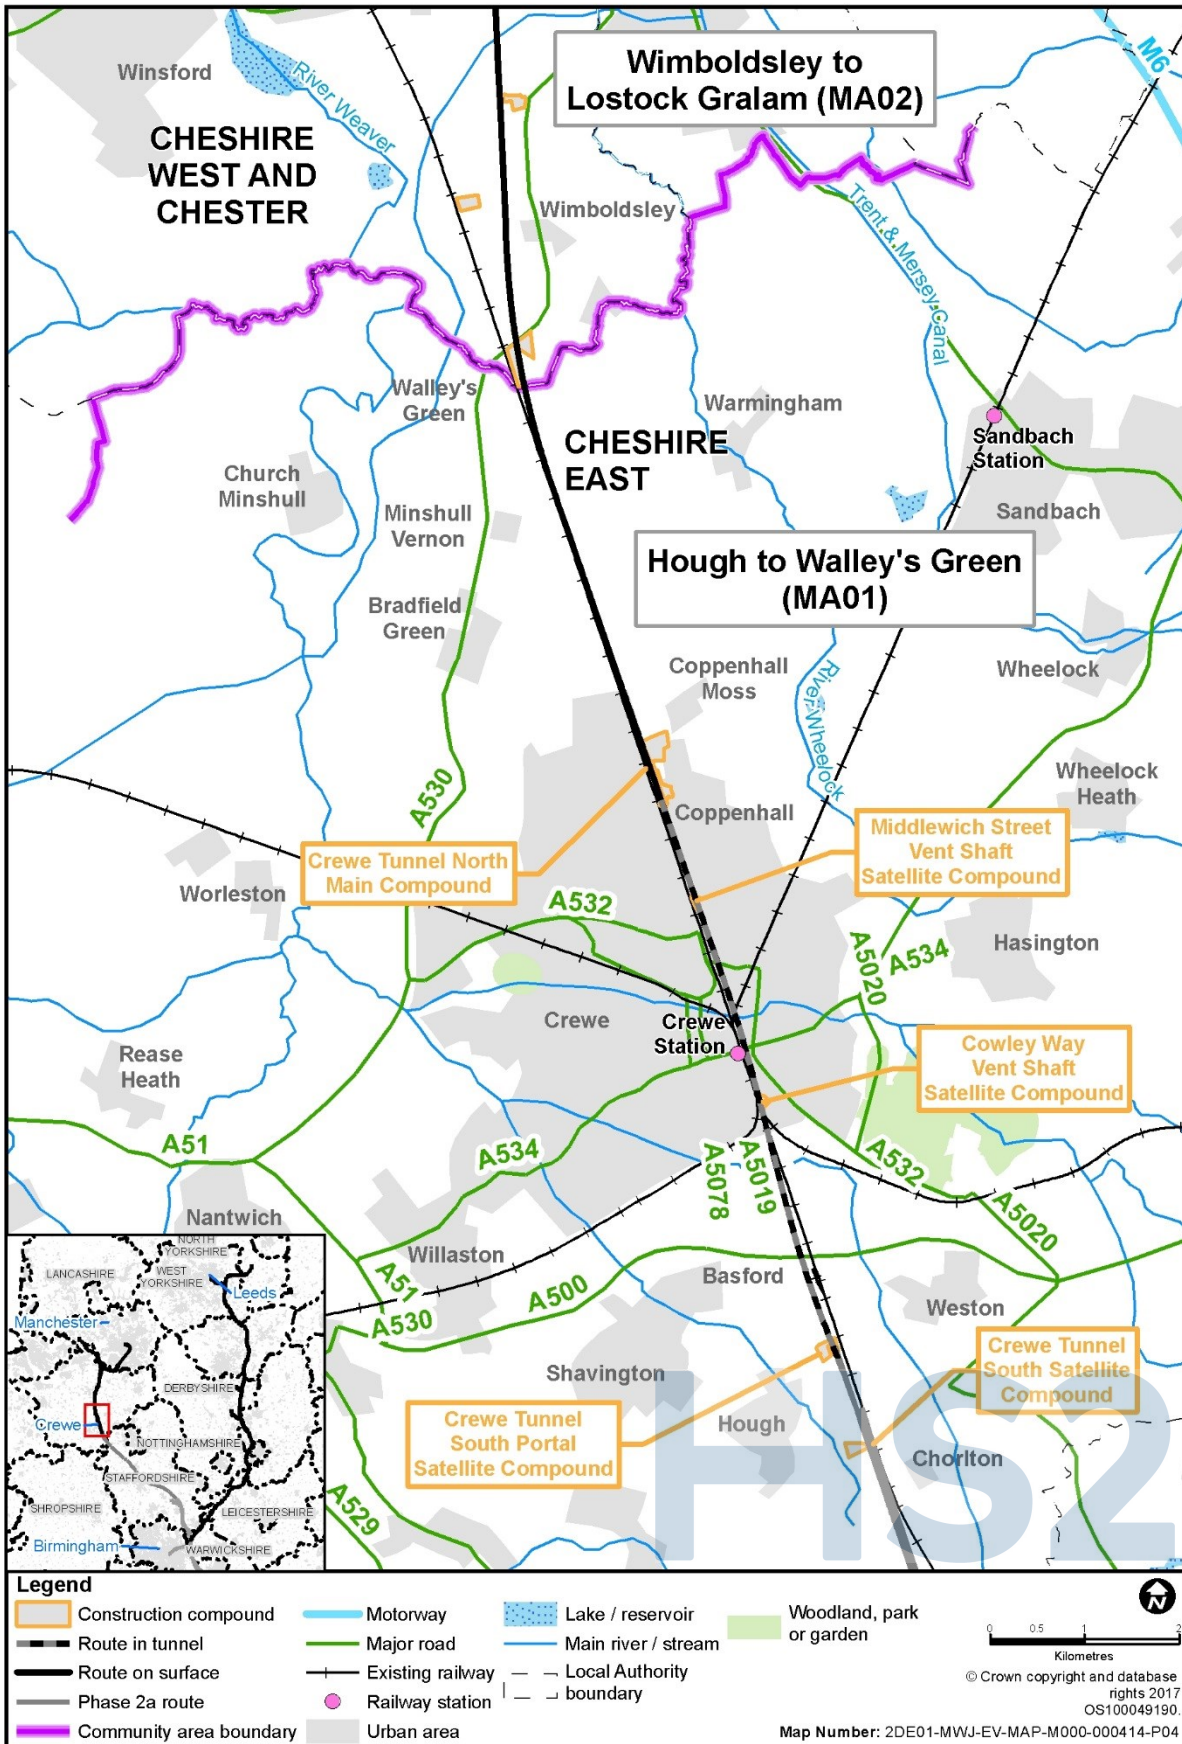 Wimboldsley to
Lostock Gralam (MA02)
M6
Winsford
River Weaver
CHESHIRE
WEST AND
CHESTER
Wimboldsley
Trent & Mersey Canal
Walley's
Green
Warmingham
CHESHIRE
EAST
Sandbach
Station
Church
Minshull
Minshull
Vernon
Sandbach
Hough to Walley's Green
(MA01)
Bradfield
Green
Coppenhall
Moss
Wheelock
River Wheelock
A530
Wheelock
Heath
Coppenhall
Middlewich Street
Vent Shaft
Satellite Compound
Crewe Tunnel North
Main Compound
Worleston
A532
A5020
A534
Hasington
Crewe
Crewe
Station
Rease
Heath
Cowley Way
Vent Shaft
Satellite Compound
A51
A534
A5078
A5019
A532
A5020
Nantwich
Willaston
Basford
A51
A530
A500
Weston
Shavington
Crewe Tunnel
South Satellite
Compound
Crewe Tunnel
South Portal
Satellite Compound
Hough
Chorlton
A529
HS2
NORTH
YORKSHIRE
WEST
YORKSHIRE
LANCASHIRE
Leeds
Manchester
DERBYSHIRE
Crewe
NOTTINGHAMSHIRE
STAFFORDSHIRE
SHROPSHIRE
LEICESTERSHIRE
Birmingham
WARWICKSHIRE
Legend
Construction compound
Route in tunnel
Route on surface
Phase 2a route
Community area boundary
Motorway
Major road
Existing railway
Railway station
Urban area
Lake / reservoir
Main river / stream
Local Authority
boundary
Woodland, park
or garden
N
0 0.5 1 2
Kilometres
© Crown copyright and database
rights 2017
OS100049190.
Map Number: 2DE01-MWJ-EV-MAP-M000-000414-P04